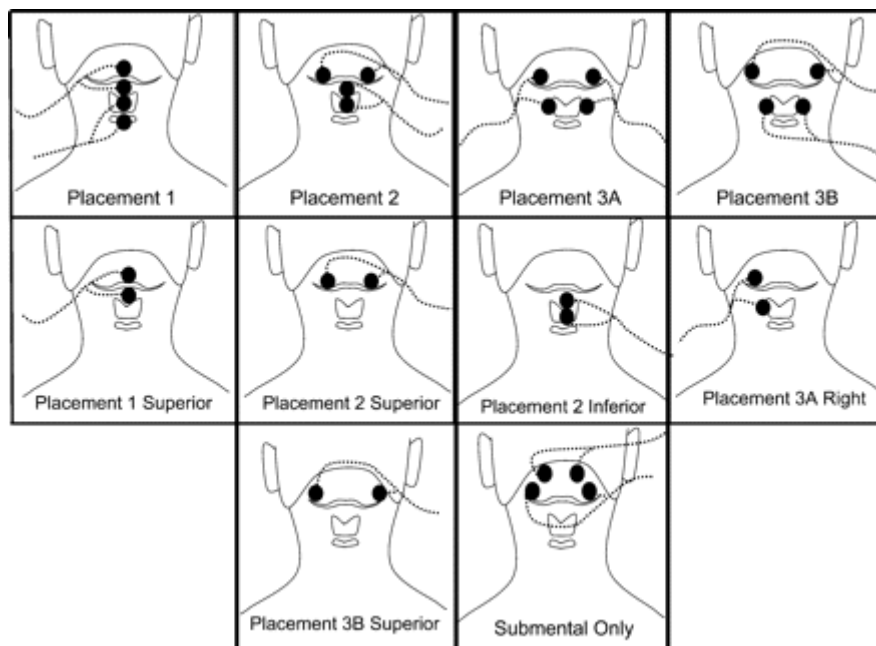 Placement 1
Placement 2
Placement 3A
Placement 3B
Placement 1 Superior
Placement 2 Superior
Placement 2 Inferior
Placement 3A Right
Placement 3B Superior
Submental Only